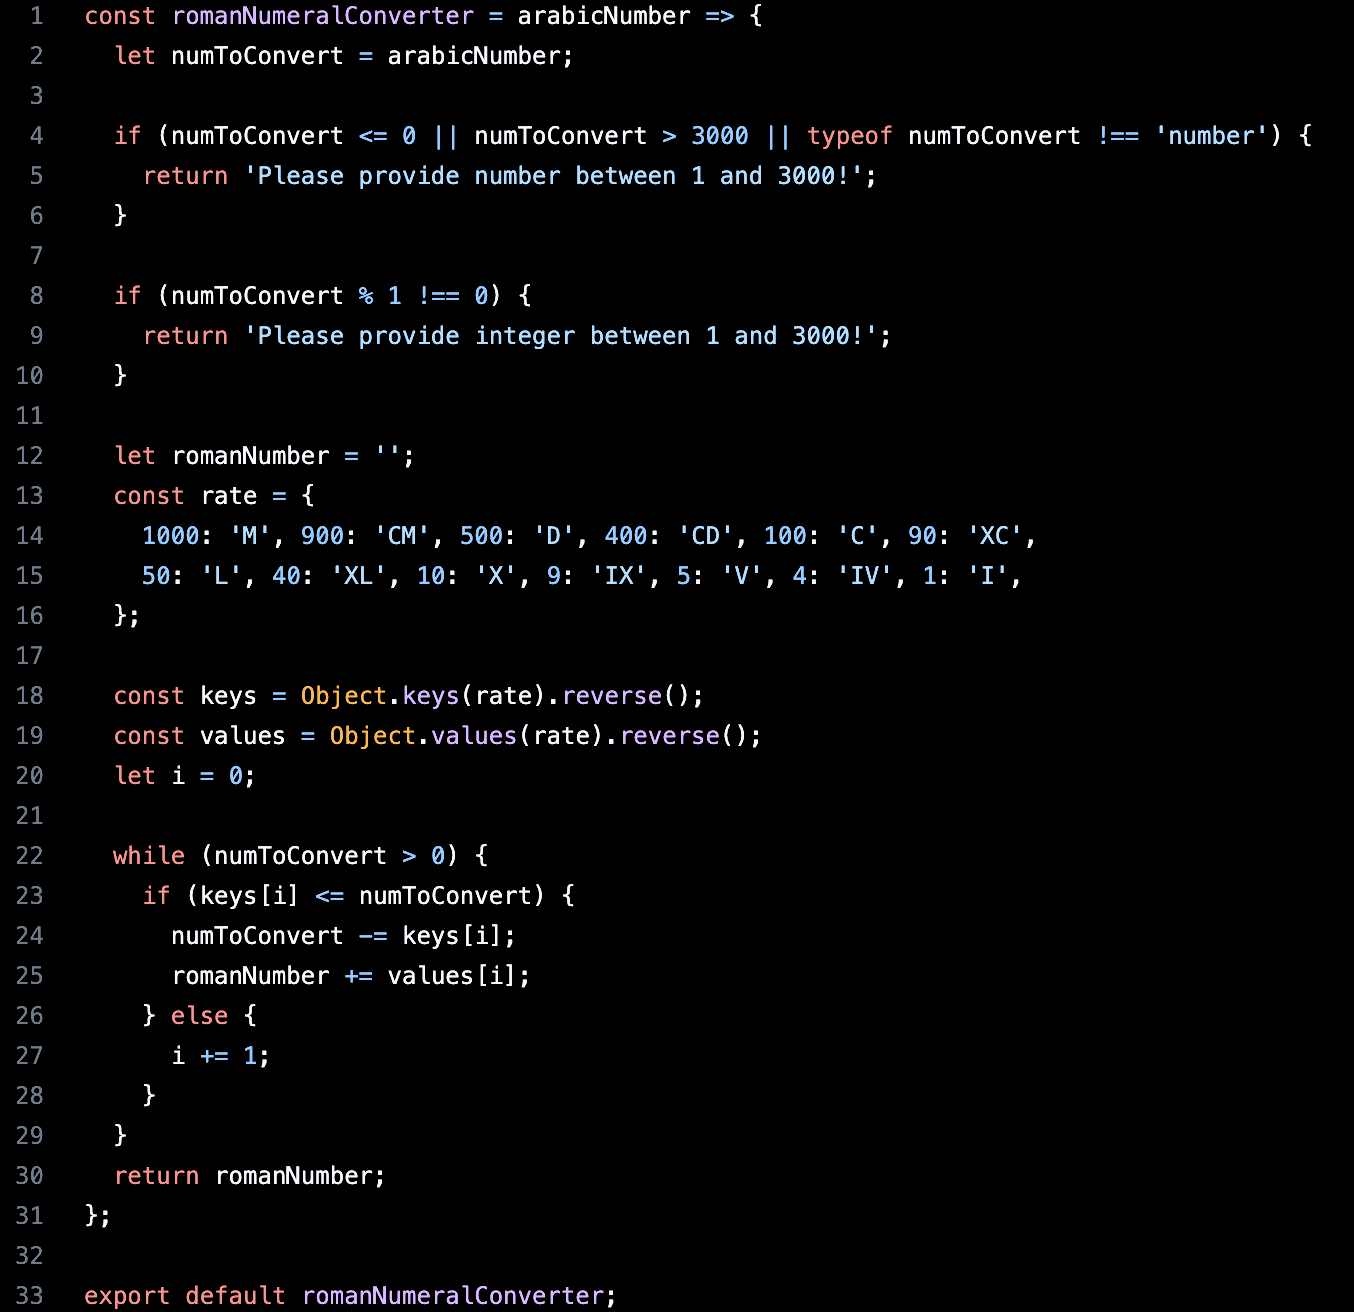 1 const romanNumeralConverter = arabicNumber => {
2   let numToConvert = arabicNumber;
3
4   if (numToConvert <= 0 || numToConvert > 3000 || typeof numToConvert !== 'number') {
5     return 'Please provide number between 1 and 3000!';
6   }
7
8   if (numToConvert % 1 !== 0) {
9     return 'Please provide integer between 1 and 3000!';
10   }
11
12   let romanNumber = '';
13   const rate = {
14     1000: 'M', 900: 'CM', 500: 'D', 400: 'CD', 100: 'C', 90: 'XC',
15     50: 'L', 40: 'XL', 10: 'X', 9: 'IX', 5: 'V', 4: 'IV', 1: 'I',
16   };
17
18   const keys = Object.keys(rate).reverse();
19   const values = Object.values(rate).reverse();
20   let i = 0;
21
22   while (numToConvert > 0) {
23     if (keys[i] <= numToConvert) {
24       numToConvert -= keys[i];
25       romanNumber += values[i];
26     } else {
27       i += 1;
28     }
29   }
30   return romanNumber;
31 };
32
33 export default romanNumeralConverter;